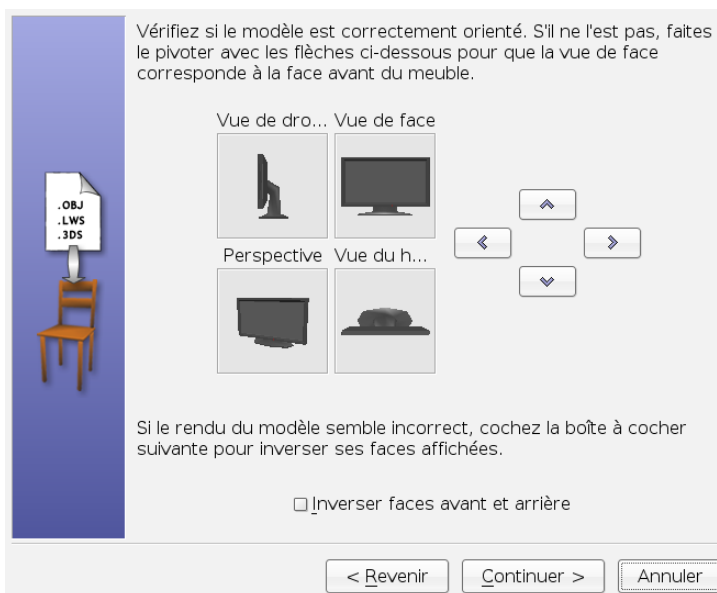 Vérifiez si le modèle est correctement orienté. S'il ne l'est pas, faites
le pivoter avec les flèches ci-dessous pour que la vue de face
corresponde à la face avant du meuble.
Vue de dro... Vue de face
.OBJ
.LWS
.3DS
Perspective Vue du h...
Si le rendu du modèle semble incorrect, cochez la boîte à cocher
suivante pour inverser ses faces affichées.
Inverser faces avant et arrière
< Revenir Continuer > Annuler